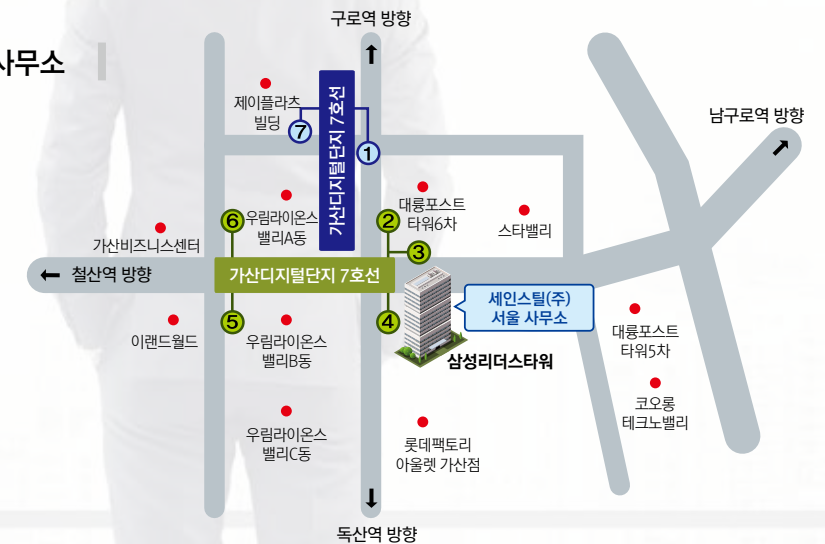 구로역 방향
사무소
제이플라츠
빌딩
가산디지털단지 7호선
7
1
남구로역 방향
대륭포스트
타워6차
6
우림라이온스
밸리A동
2
3
스타밸리
가산비즈니스센터
← 철산역 방향
가산디지털단지 7호선
세인스틸(주)
서울 사무소
이랜드월드
5
우림라이온스
밸리B동
4
삼성리더스타워
대륭포스트
타워5차
코오롱
테크노밸리
우림라이온스
밸리C동
롯데팩토리
아울렛 가산점
독산역 방향